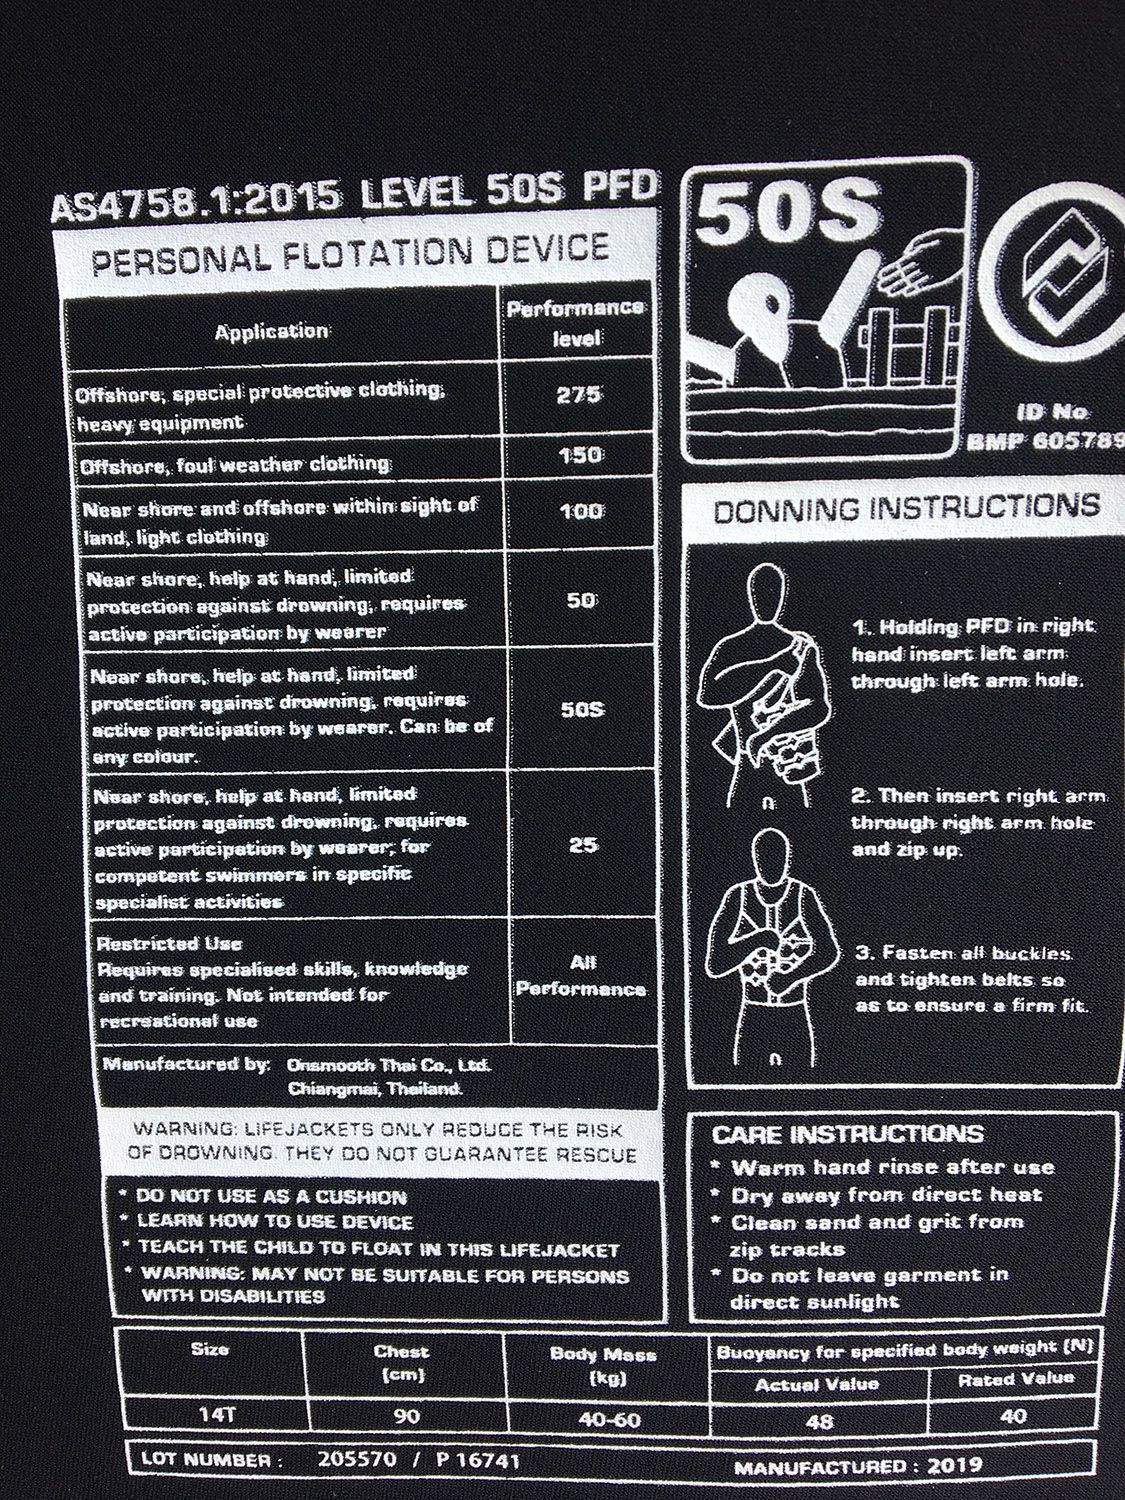 AS4758.1:2015 LEVEL 50S PFD
PERSONAL FLOTATION DEVICE
Application
Performance
level
Offshore, special protective clothing,
heavy equipment
275
Offshore, foul weather clothing
150
Near shore and offshore within sight of
land, light clothing
100
Near shore, help at hand, limited
protection against drowning, requires
active participation by wearer
50
Near shore, help at hand, limited
protection against drowning, requires
active participation by wearer. Can be of
any colour.
50S
Near shore, help at hand, limited
protection against drowning, requires
active participation by wearer, for
competent swimmers in specific
specialist activities
25
Restricted Use
Requires specialised skills, knowledge
and training. Not intended for
recreational use
All
Performance
Manufactured by: Onsmooth Thai Co., Ltd.
Chiangmai, Thailand.
WARNING: LIFEJACKETS ONLY REDUCE THE RISK
OF DROWNING. THEY DO NOT GUARANTEE RESCUE
* DO NOT USE AS A CUSHION
* LEARN HOW TO USE DEVICE
* TEACH THE CHILD TO FLOAT IN THIS LIFEJACKET
* WARNING: MAY NOT BE SUITABLE FOR PERSONS
WITH DISABILITIES
50S
ID No
BMP 605789
DONNING INSTRUCTIONS
1. Holding PFD in right
hand insert left arm
through left arm hole.
2. Then insert right arm
through right arm hole
and zip up.
3. Fasten all buckles
and tighten belts so
as to ensure a firm fit.
CARE INSTRUCTIONS
* Warm hand rinse after use
* Dry away from direct heat
* Clean sand and grit from
zip tracks
* Do not leave garment in
direct sunlight
Size
Chest
(cm)
Body Mass
(kg)
Buoyancy for specified body weight (N)
Actual Value
Rated Value
14T
90
40-60
48
40
LOT NUMBER : 205570 / P 16741
MANUFACTURED : 2019